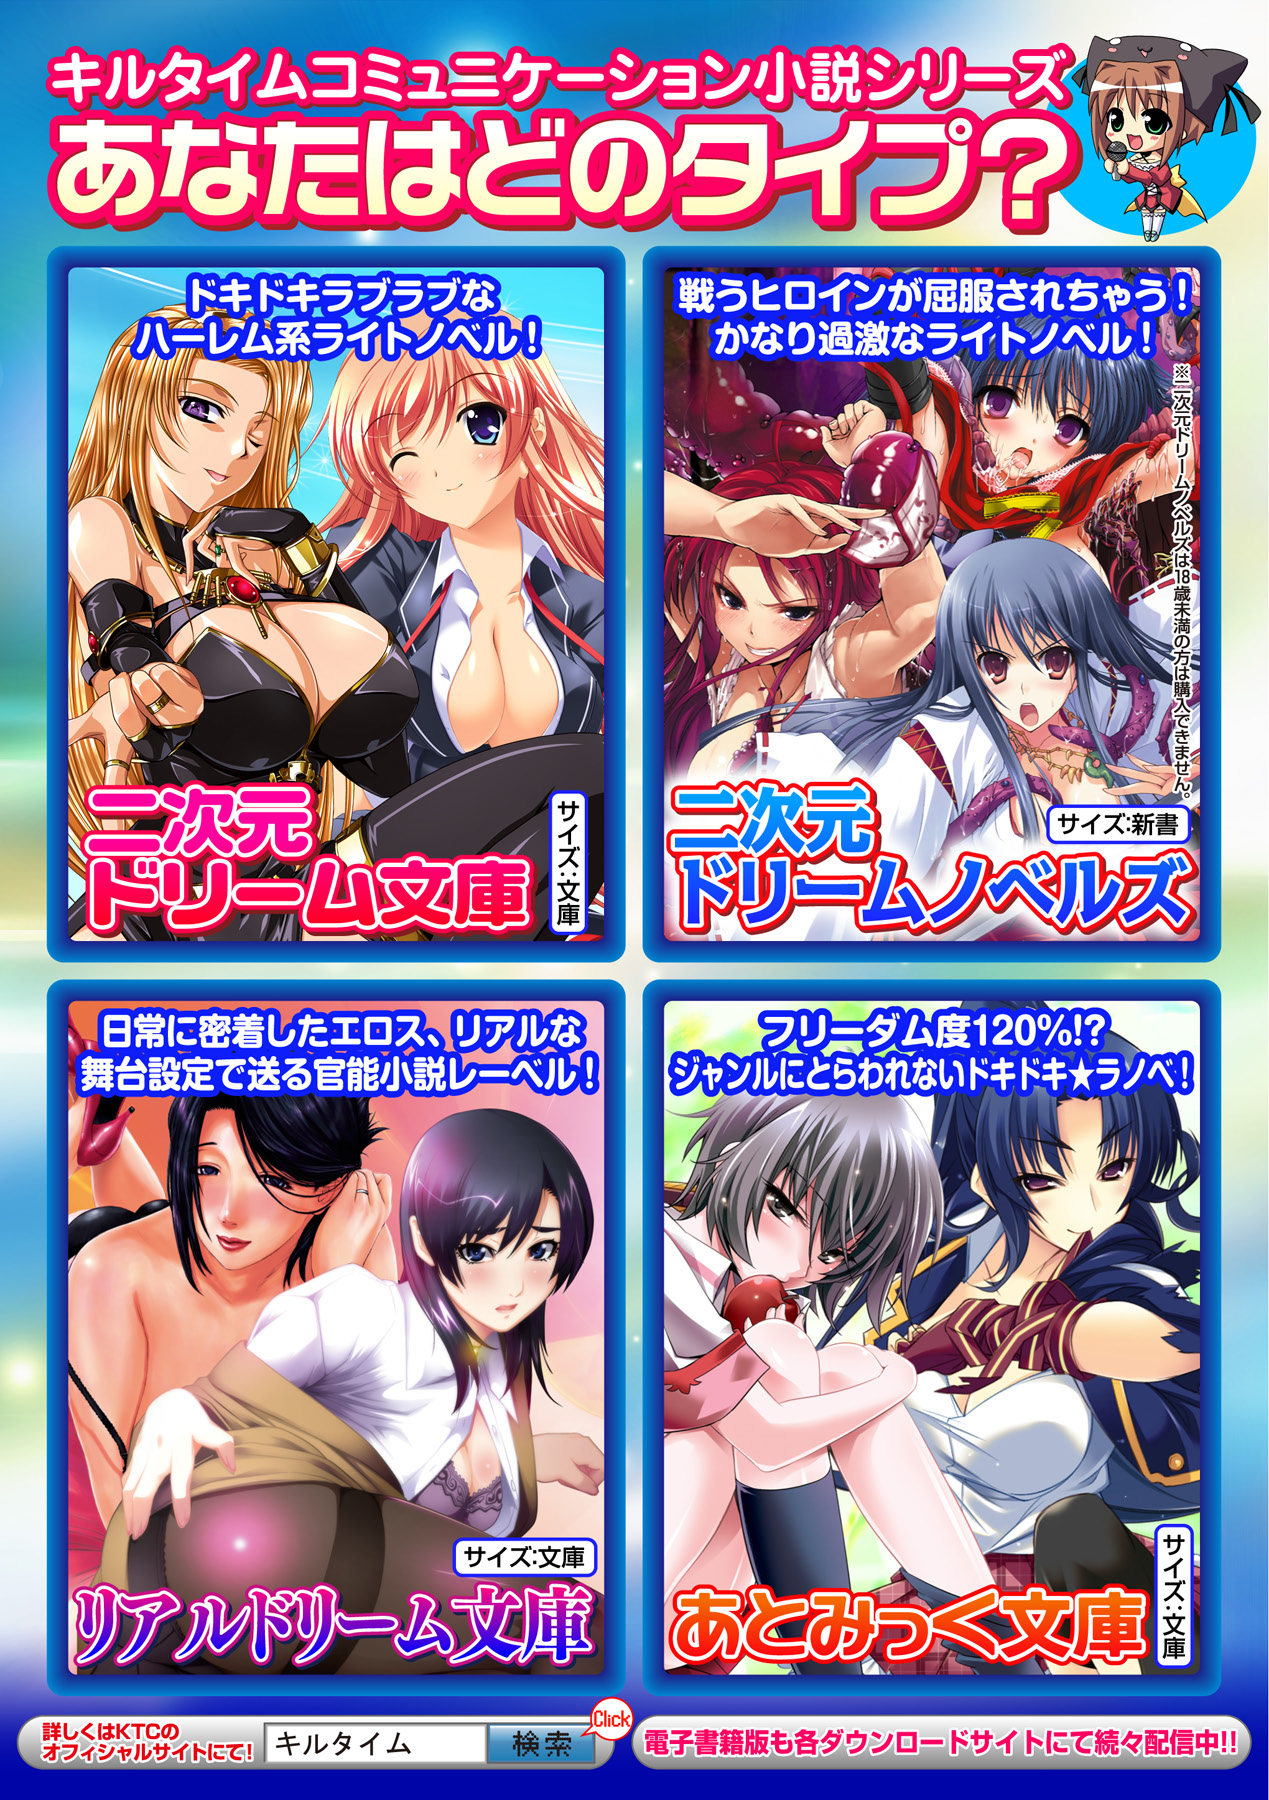 キルタイムコミュニケーション小説シリーズ
あなたはどのタイプ？
ドキドキラブラブな
ハーレム系ライトノベル！
二次元
ドリーム文庫
サイズ：文庫
戦うヒロインが屈服されちゃう！
かなり過激なライトノベル！
※二次元ドリームノベルズは18歳未満の方は購入できません。
サイズ：新書
二次元
ドリームノベルズ
日常に密着したエロス、リアルな
舞台設定で送る官能小説レーベル！
サイズ：文庫
リアルドリーム文庫
フリーダム度120%!?
ジャンルにとらわれないドキドキ★ラノベ！
サイズ：文庫
あとみっく文庫
詳しくはKTCの
オフィシャルサイトにて！
キルタイム
検索
Click
電子書籍版も各ダウンロードサイトにて続々配信中!!